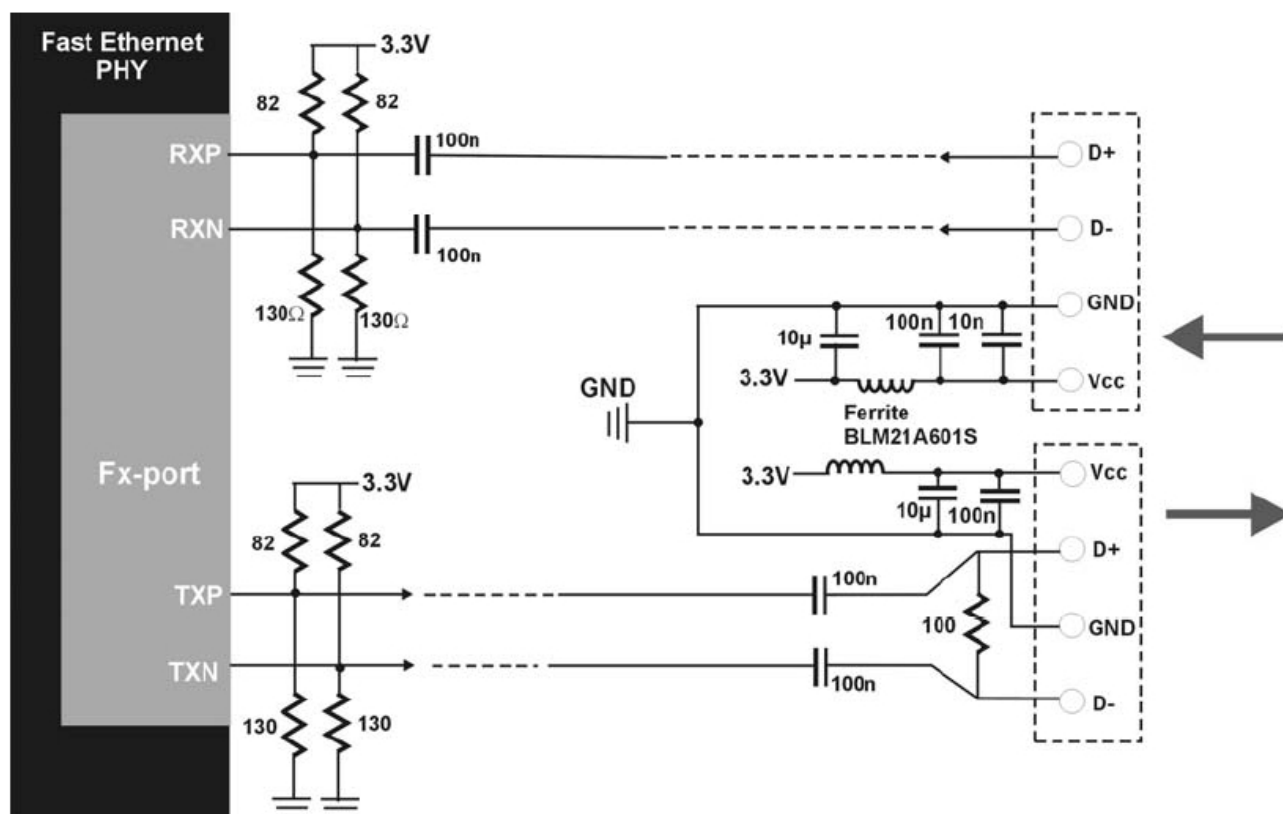 Fast Ethernet
PHY
3.3V
82
82
RXP
100n
D+
RXN
100n
D-
130Ω
130Ω
GND
10µ
100n
10n
3.3V
Vcc
GND
Ferrite
BLM21A601S
Fx-port
3.3V
3.3V
Vcc
10µ
100n
82
82
D+
TXP
100n
100
GND
TXN
100n
D-
130
130